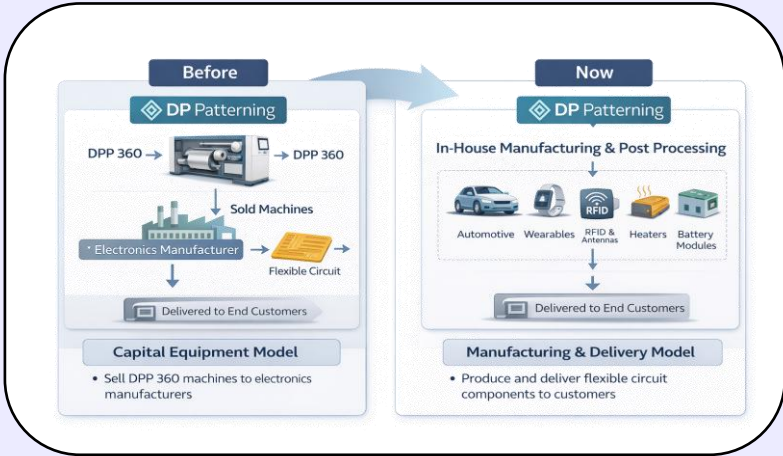 Before
DP Patterning
DPP 360
DPP 360
Sold Machines
* Electronics Manufacturer
Flexible Circuit
Delivered to End Customers
Capital Equipment Model
• Sell DPP 360 machines to electronics
manufacturers
Now
DP Patterning
In-House Manufacturing & Post Processing
RFID
Automotive
Wearables
RFID &
Antennas
Heaters
Battery
Modules
Delivered to End Customers
Manufacturing & Delivery Model
• Produce and deliver flexible circuit
components to customers